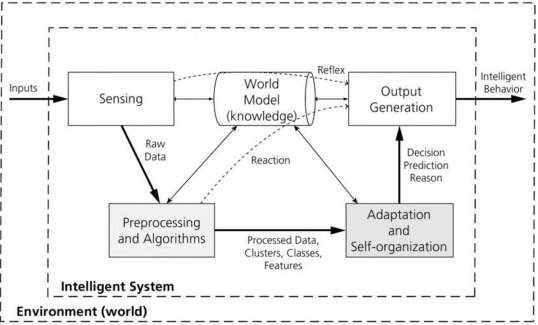 Inputs
Sensing
World
Model
(knowledge)
Reflex
Output
Generation
Intelligent
Behavior
Raw
Data
Reaction
Decision
Prediction
Reason
Preprocessing
and Algorithms
Processed Data,
Clusters, Classes,
Features
Adaptation
and
Self-organization
Intelligent System
Environment (world)